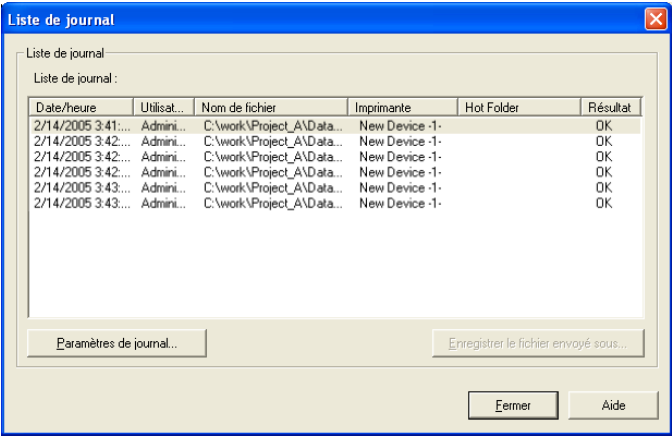 Liste de journal
Liste de journal
Liste de journal :
Date/heure Utilisat... Nom de fichier Imprimante Hot Folder Résultat
2/14/2005 3:41:... Admini... C:\work\Project_A\Data... New Device -1- OK
2/14/2005 3:42:... Admini... C:\work\Project_A\Data... New Device -1- OK
2/14/2005 3:42:... Admini... C:\work\Project_A\Data... New Device -1- OK
2/14/2005 3:42:... Admini... C:\work\Project_A\Data... New Device -1- OK
2/14/2005 3:43:... Admini... C:\work\Project_A\Data... New Device -1- OK
2/14/2005 3:43:... Admini... C:\work\Project_A\Data... New Device -1- OK
Paramètres de journal... Enregistrer le fichier envoyé sous...
Fermer Aide